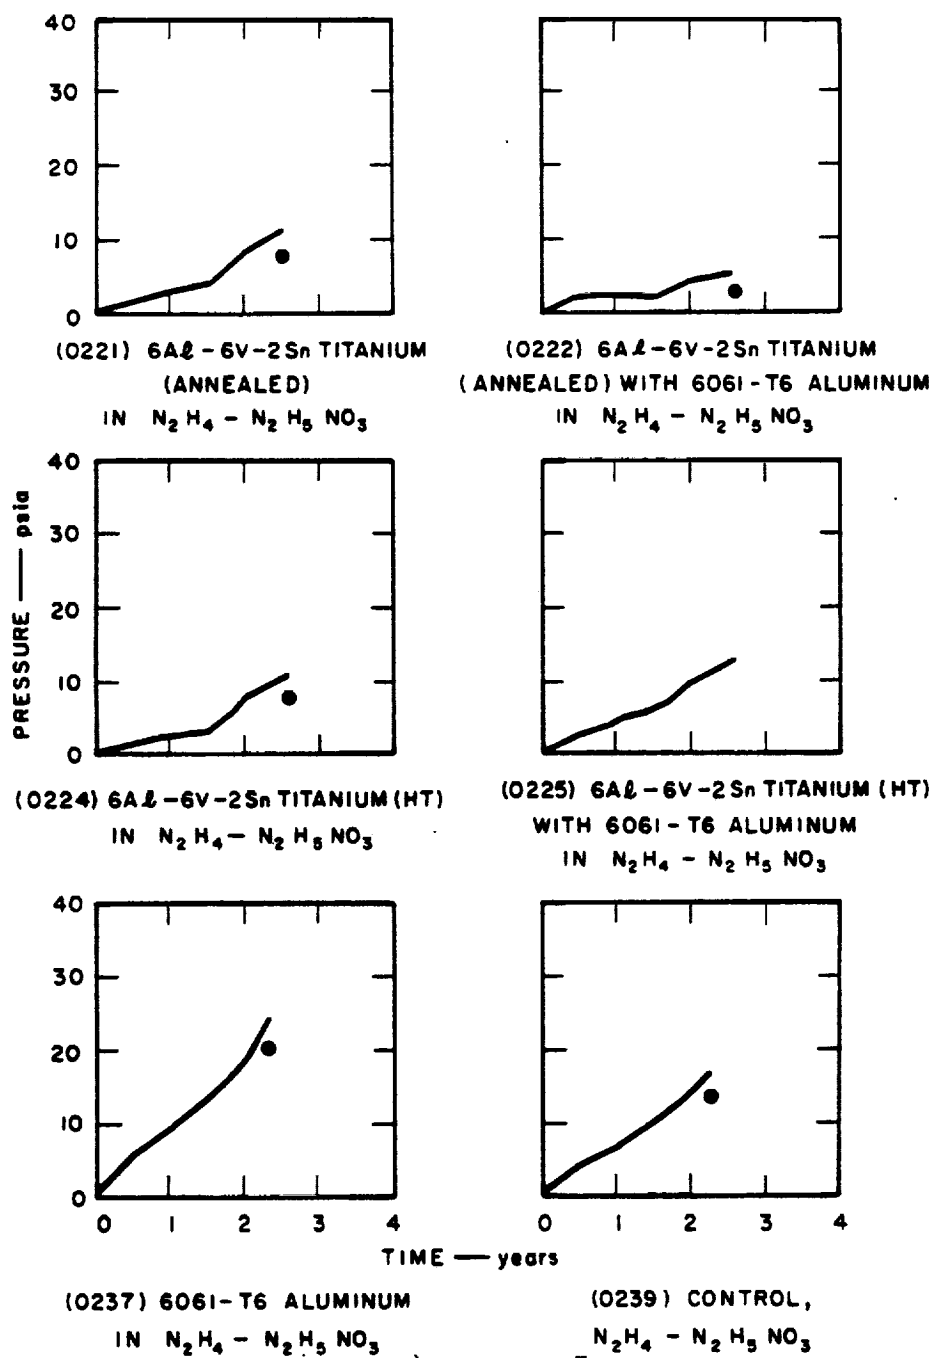 40
30
20
10
0
(0221) 6Aℓ-6V-2Sn TITANIUM
(ANNEALED)
IN N₂H₄ - N₂H₅NO₃
(0222) 6Aℓ-6V-2Sn TITANIUM
(ANNEALED) WITH 6061-T6 ALUMINUM
IN N₂H₄ - N₂H₅NO₃
PRESSURE — psia
40
30
20
10
0
(0224) 6Aℓ-6V-2Sn TITANIUM (HT)
IN N₂H₄ - N₂H₅NO₃
(0225) 6Aℓ-6V-2Sn TITANIUM (HT)
WITH 6061-T6 ALUMINUM
IN N₂H₄ - N₂H₅NO₃
40
30
20
10
0
0 1 2 3 4
0 1 2 3 4
TIME — years
(0237) 6061-T6 ALUMINUM
IN N₂H₄ - N₂H₅NO₃
(0239) CONTROL,
N₂H₄ - N₂H₅NO₃